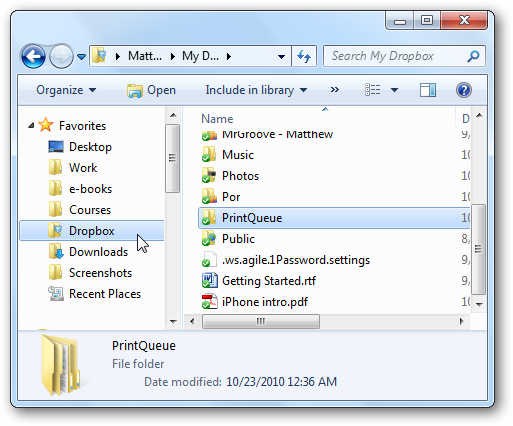 Matt... My D...
Search My Dropbox
Organize Open Include in library »
Name D
Favorites
Desktop
Work
e-books
Courses
Dropbox
Downloads
Screenshots
Recent Places
MrGroove - Matthew 9/
Music 10
Photos 9/
Por 10
PrintQueue 10
Public 8/
.ws.agile.1Password.settings 9/
Getting Started.rtf 8/
iPhone intro.pdf 10
PrintQueue
File folder
Date modified: 10/23/2010 12:36 AM